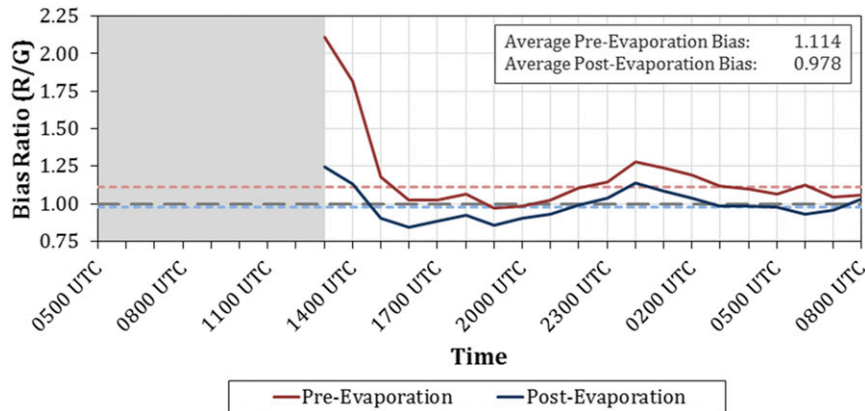 2.25
2.00
1.75
1.50
1.25
1.00
0.75
Bias Ratio (R/G)
Average Pre-Evaporation Bias: 1.114
Average Post-Evaporation Bias: 0.978
0500 UTC
0800 UTC
1100 UTC
1400 UTC
1700 UTC
2000 UTC
2300 UTC
0200 UTC
0500 UTC
0800 UTC
Time
Pre-Evaporation
Post-Evaporation